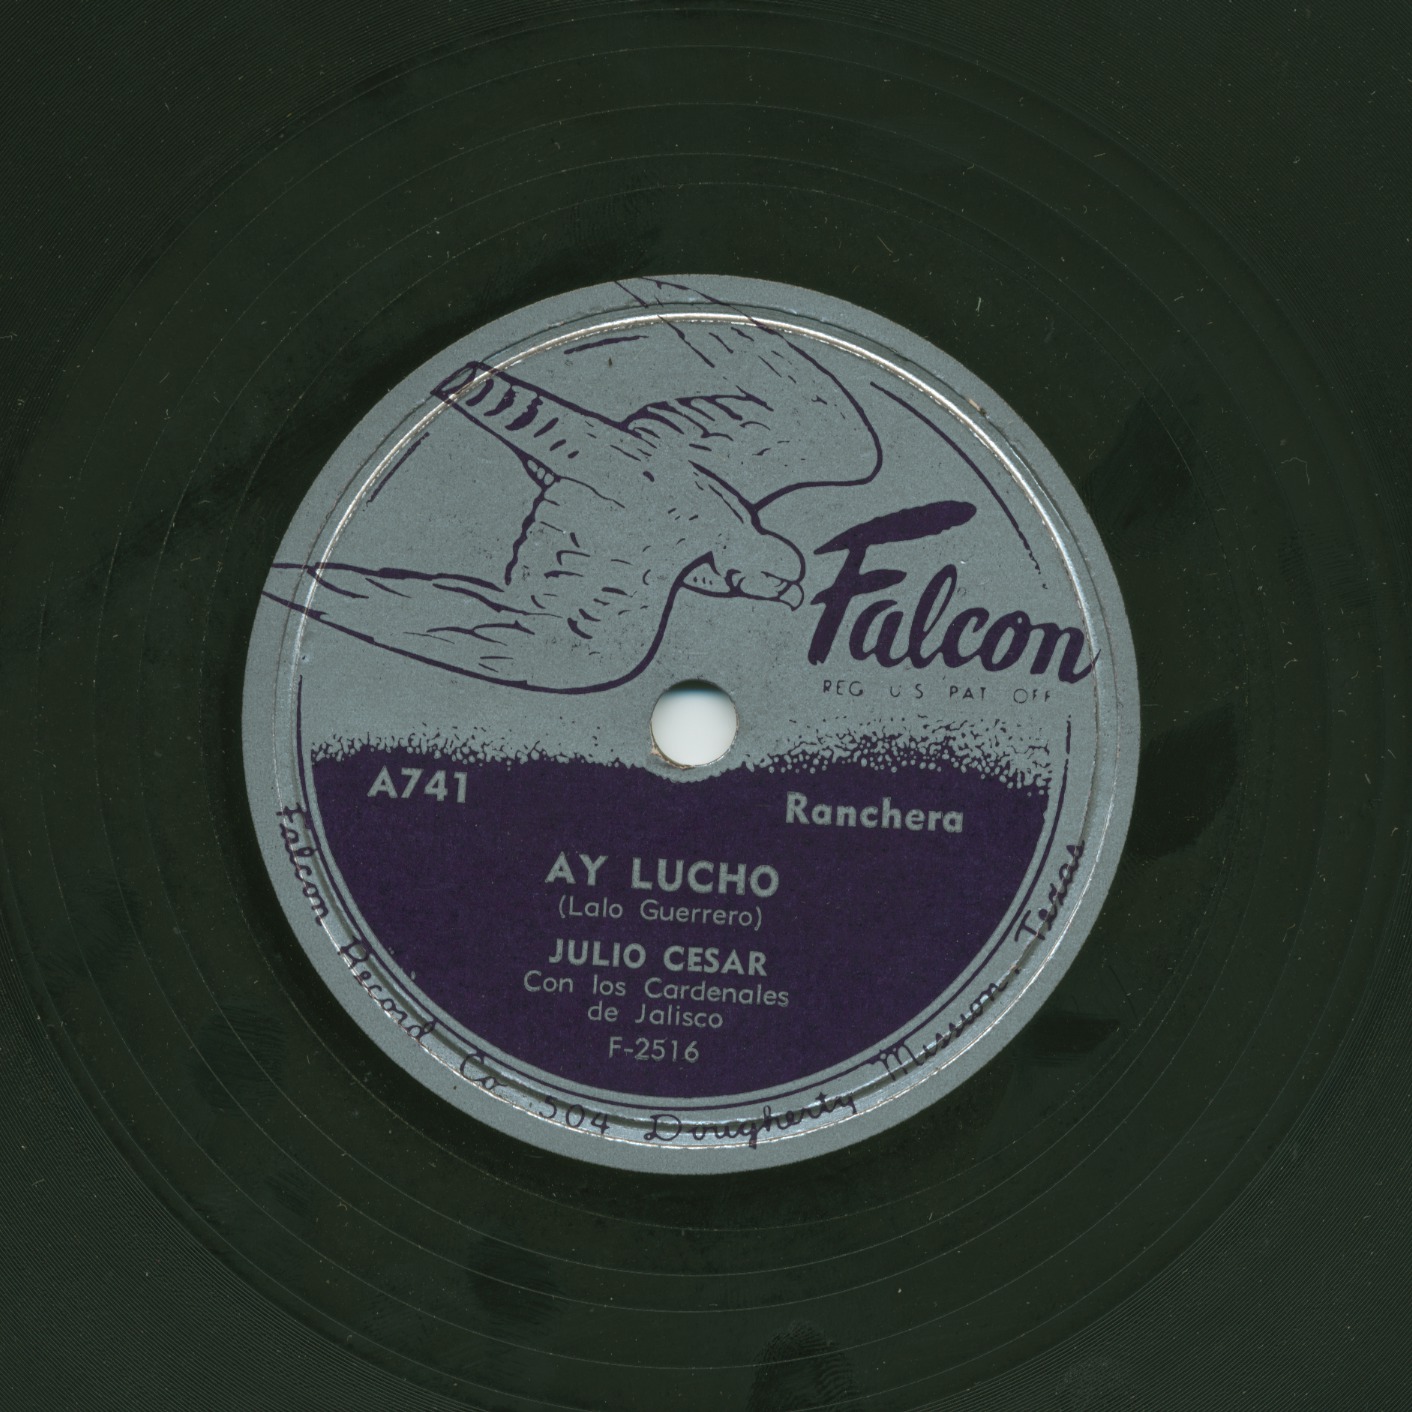 Falcon
REG U S PAT OFF
A741
Ranchera
AY LUCHO
(Lalo Guerrero)
JULIO CESAR
Con los Cardenales
de Jalisco
F-2516
Falcon Record Co 504 Dougherty Mission, Texas